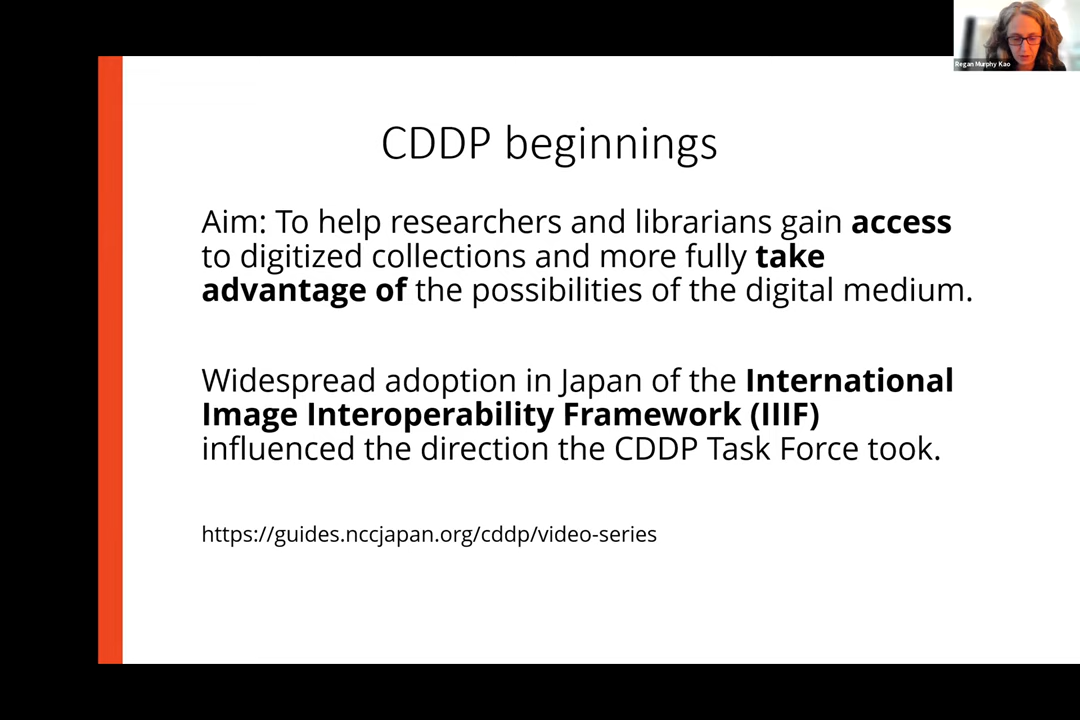 Regan Murphy Kao
CDDP beginnings
Aim: To help researchers and librarians gain access
to digitized collections and more fully take
advantage of the possibilities of the digital medium.
Widespread adoption in Japan of the International
Image Interoperability Framework (IIIF)
influenced the direction the CDDP Task Force took.
https://guides.nccjapan.org/cddp/video-series